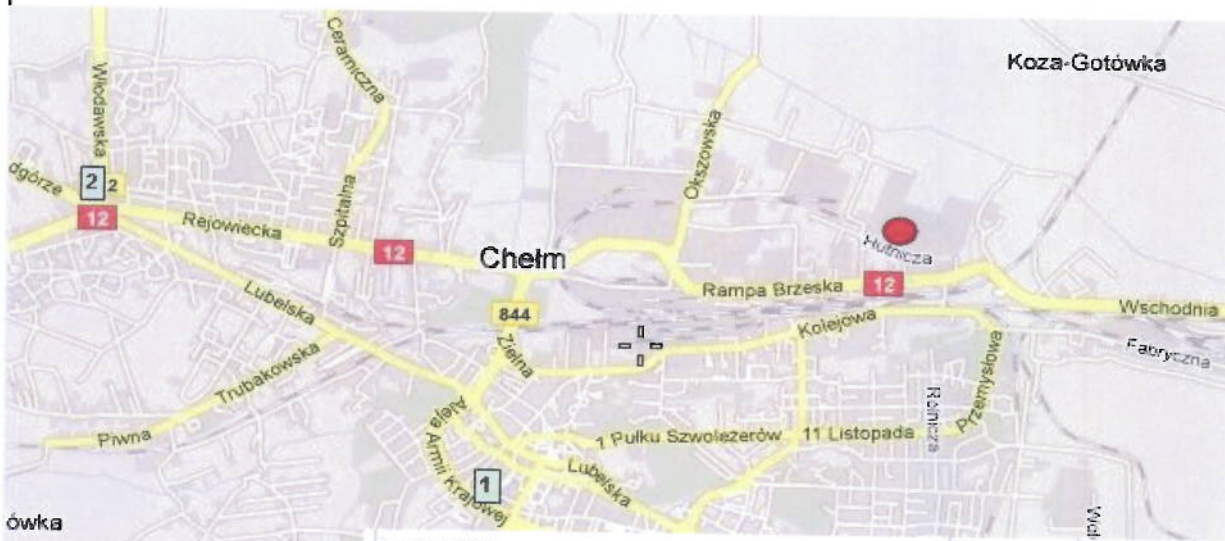 Koza-Gotówka
Ceramiczna
Włodawska
Okszowska
2
2
dgórze
12
Rejowiecka
Szpitalna
12
Chełm
Hutnicza
12
Rampa Brzeska
Wschodnia
Lubelska
844
Kolejowa
Fabryczna
Zielna
Trubakowska
Przemysłowa
Rolnicza
Piwna
Aleja Armii Krajowej
1 Pułku Szwoleżerów
11 Listopada
Lubelska
1
ówka